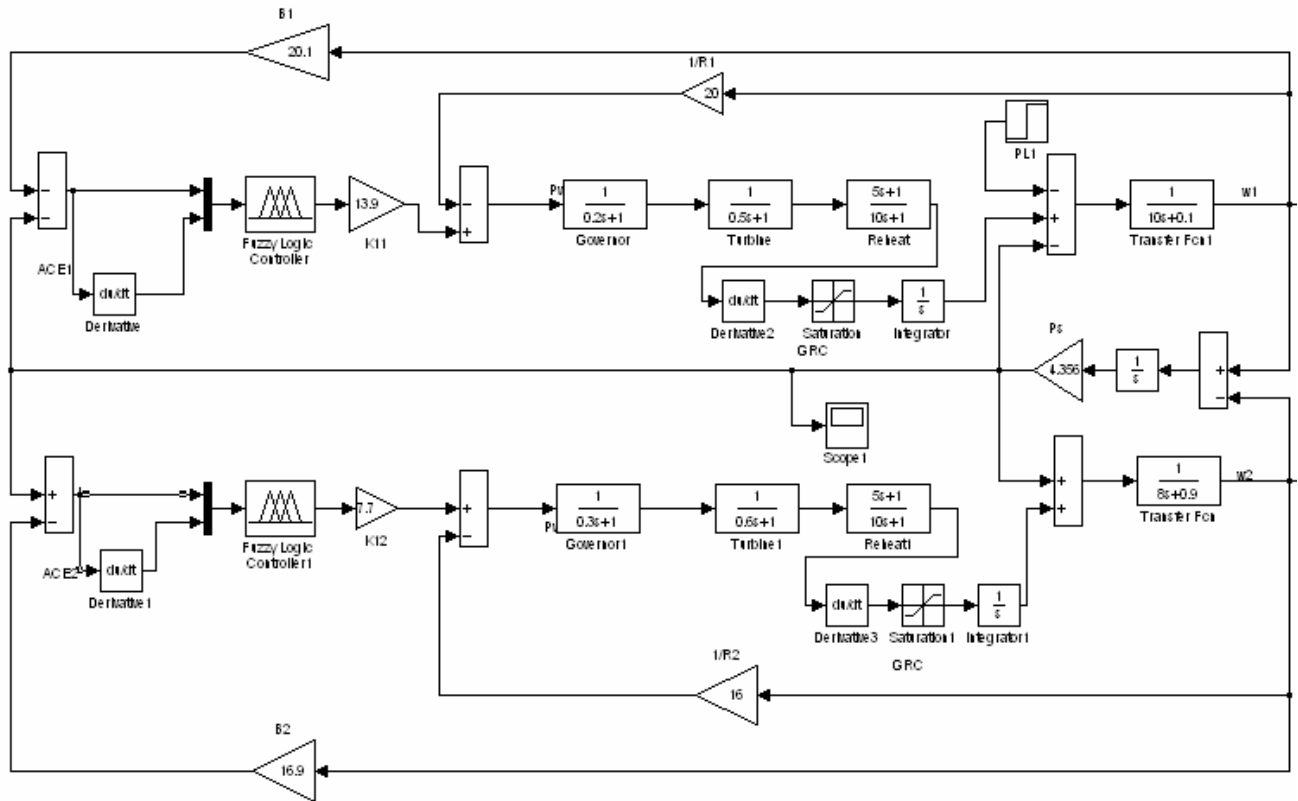 B1
20.1
1/R1
20
PL1
13.9
K11
Fuzzy Logic
Controller
ACE1
du/dt
Derivative
1
0.2s+1
Governor
1
0.5s+1
Turbine
5s+1
10s+1
Reheat
du/dt
Derivative2
Saturation
GRC
1
s
Integrator
1
10s+0.1
Transfer Fcn1
w1
Ps
4.356
1
s
Scope1
ACE2
du/dt
Derivative1
Fuzzy Logic
Controller1
7.7
K12
1
0.3s+1
Governor1
1
0.6s+1
Turbine1
5s+1
10s+1
Reheat1
du/dt
Derivative3
Saturation1
GRC
1
s
Integrator1
1
8s+0.9
Transfer Fcn
w2
1/R2
16
B2
16.9